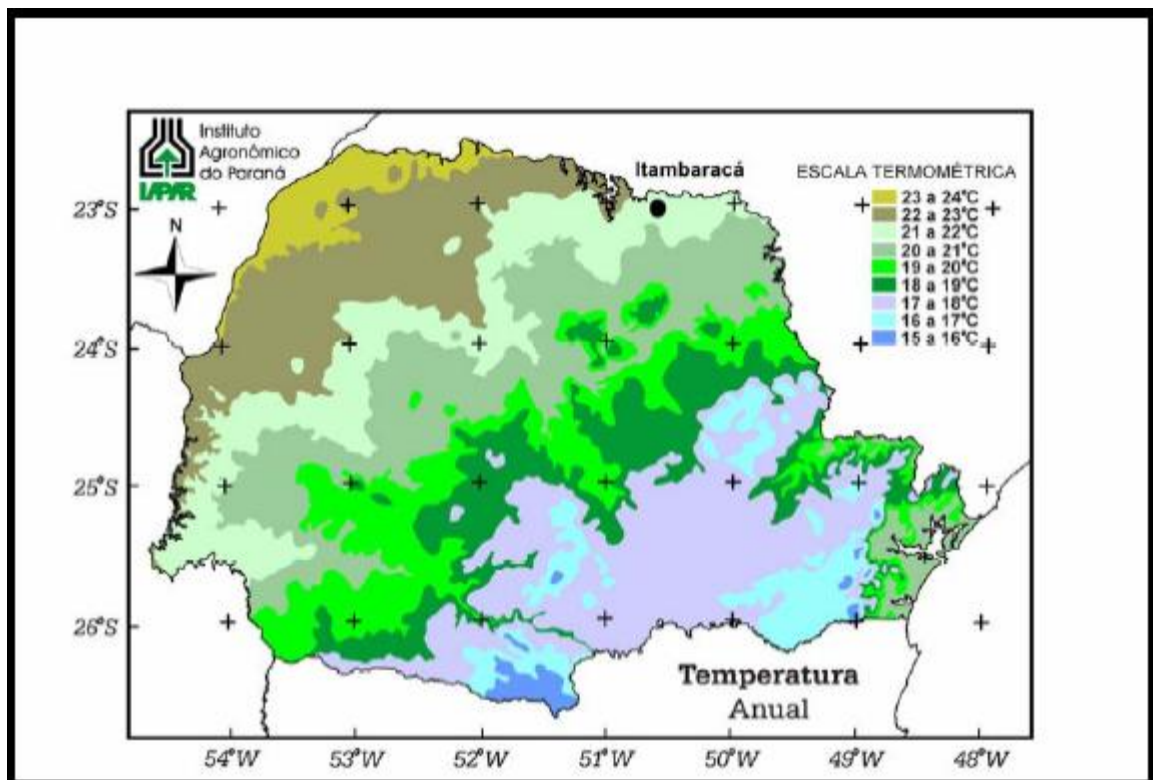 Instituto
Agronômico
do Paraná
IAPAR
Itambaracá
ESCALA TERMOMÉTRICA
23 a 24°C
22 a 23°C
21 a 22°C
20 a 21°C
19 a 20°C
18 a 19°C
17 a 18°C
16 a 17°C
15 a 16°C
N
23°S
24°S
25°S
26°S
Temperatura
Anual
54°W 53°W 52°W 51°W 50°W 49°W 48°W